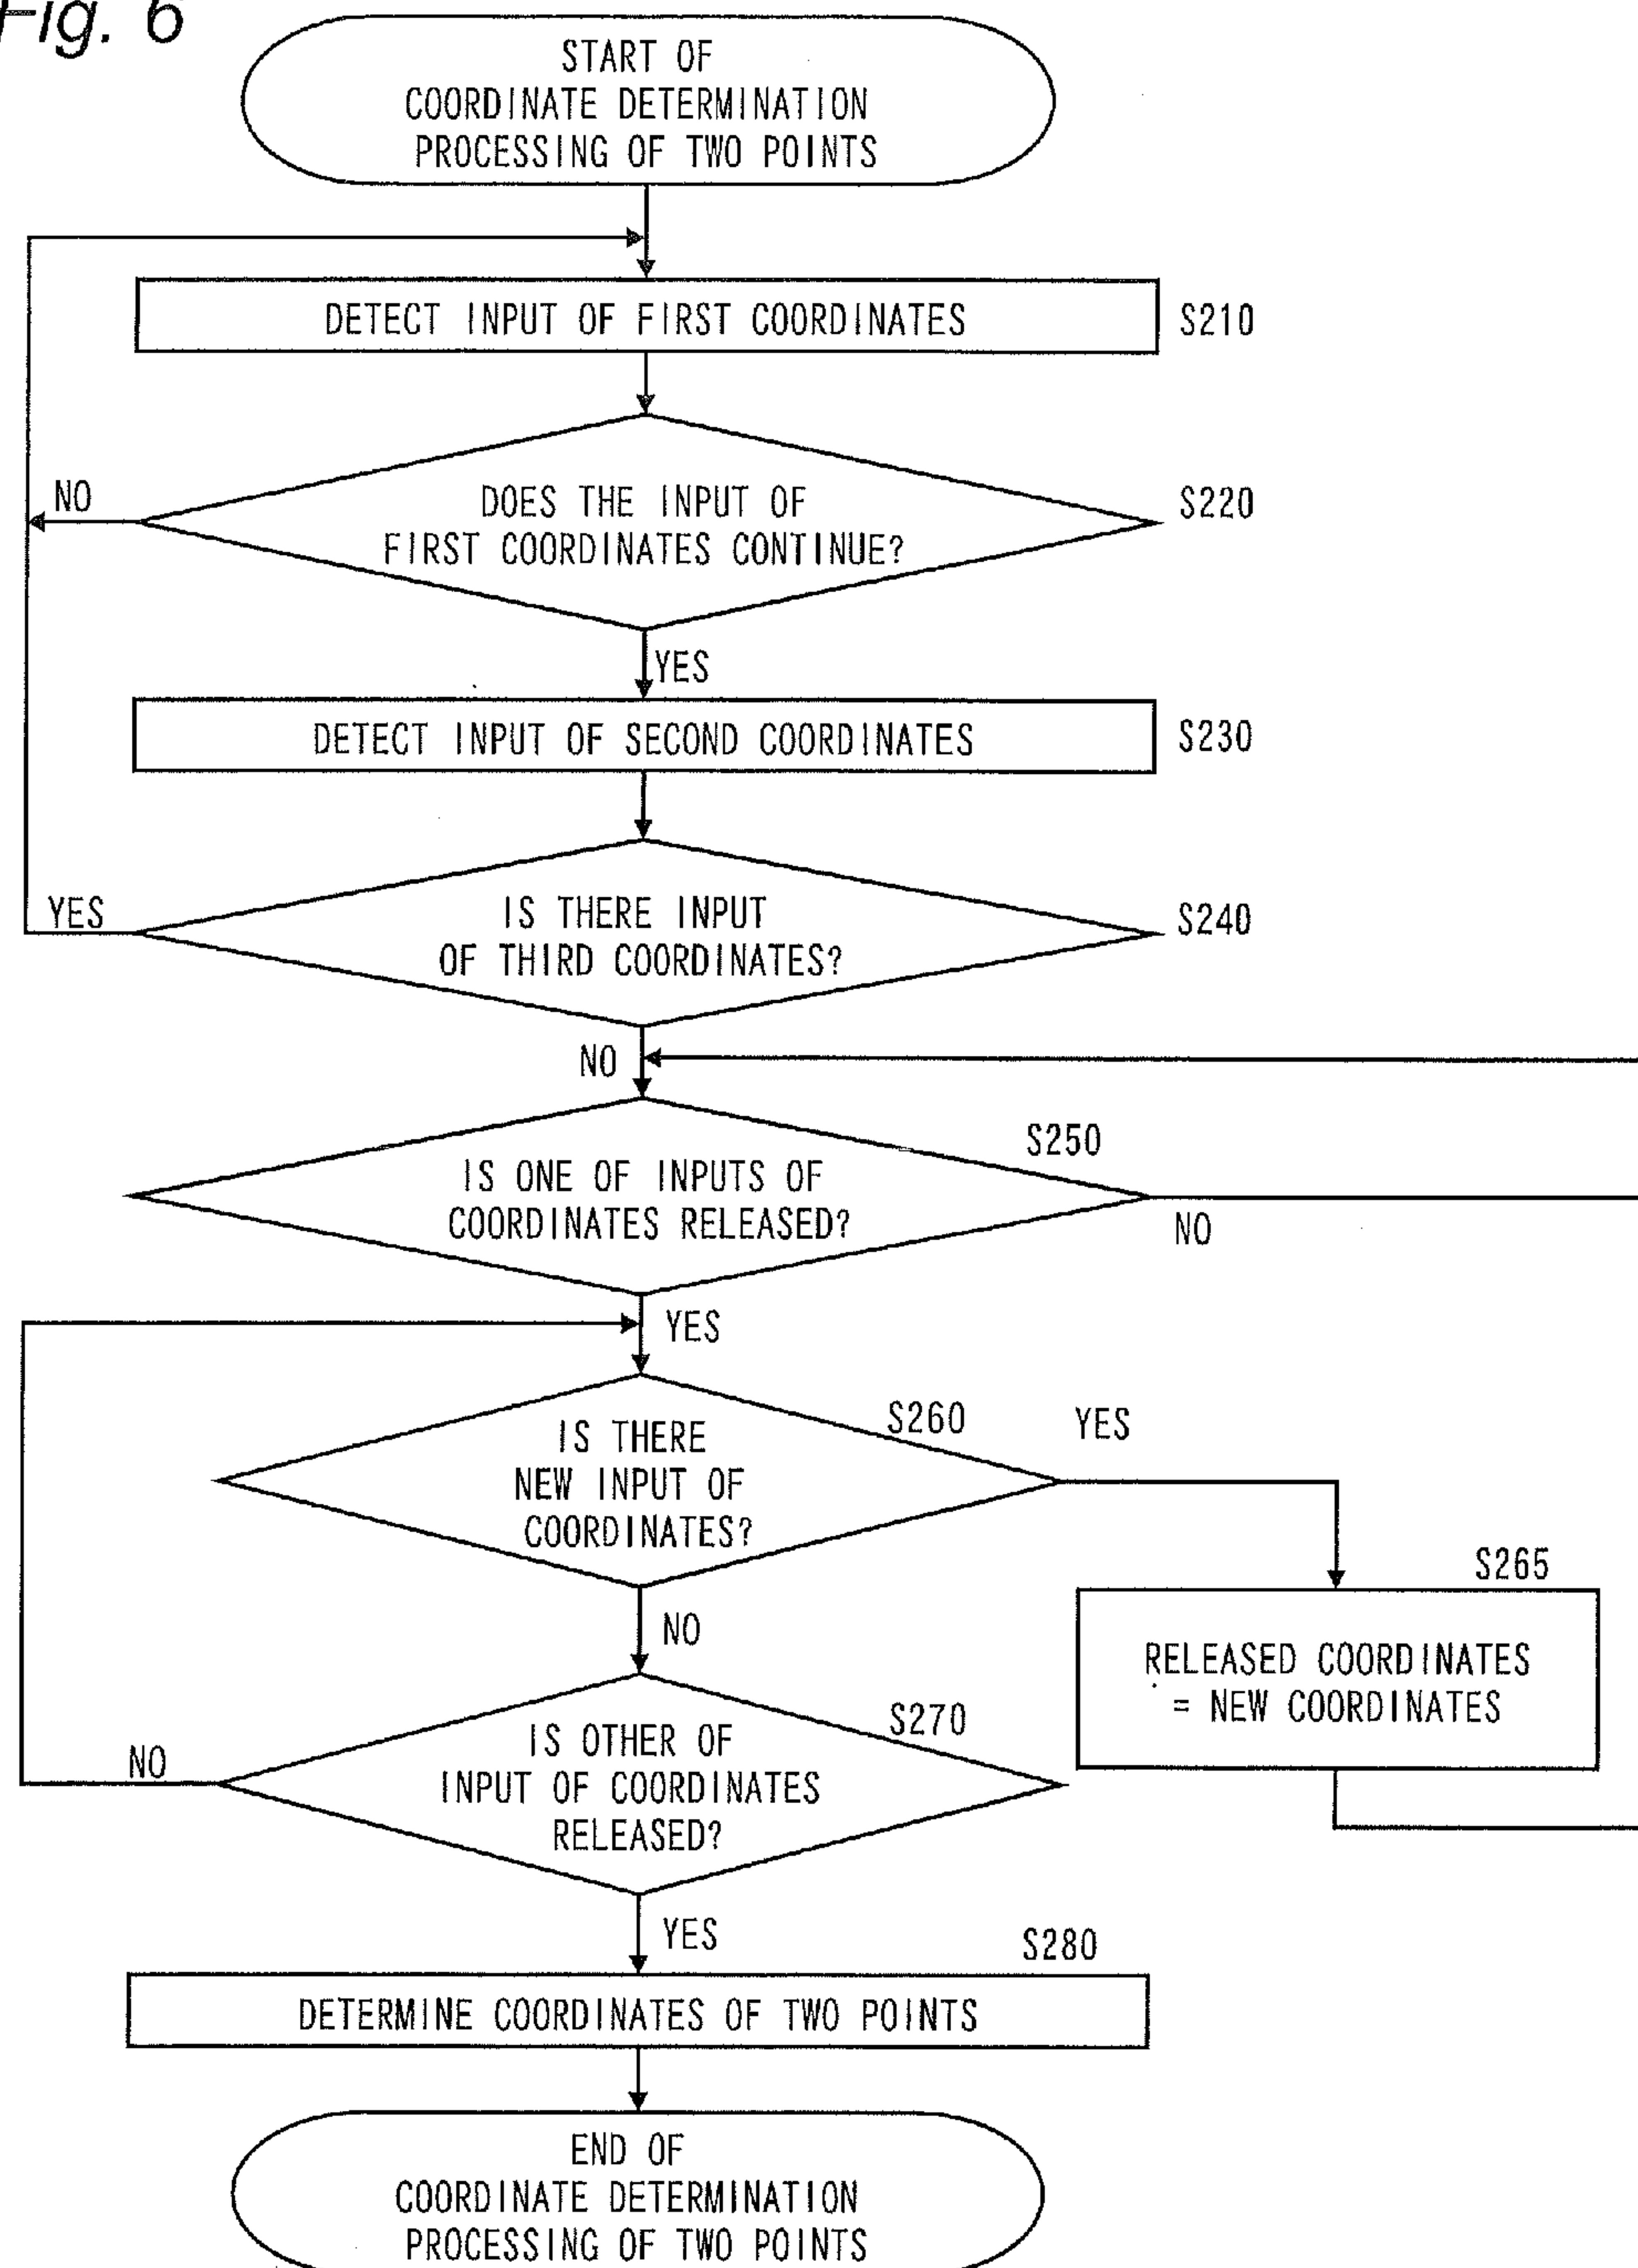 Fig. 6
START OF
COORDINATE DETERMINATION
PROCESSING OF TWO POINTS
DETECT INPUT OF FIRST COORDINATES
S210
DOES THE INPUT OF
FIRST COORDINATES CONTINUE?
S220
NO
YES
DETECT INPUT OF SECOND COORDINATES
S230
IS THERE INPUT
OF THIRD COORDINATES?
S240
YES
NO
S250
IS ONE OF INPUTS OF
COORDINATES RELEASED?
NO
YES
S260
YES
IS THERE
NEW INPUT OF
COORDINATES?
NO
S265
RELEASED COORDINATES
= NEW COORDINATES
S270
IS OTHER OF
INPUT OF COORDINATES
RELEASED?
NO
YES
S280
DETERMINE COORDINATES OF TWO POINTS
END OF
COORDINATE DETERMINATION
PROCESSING OF TWO POINTS